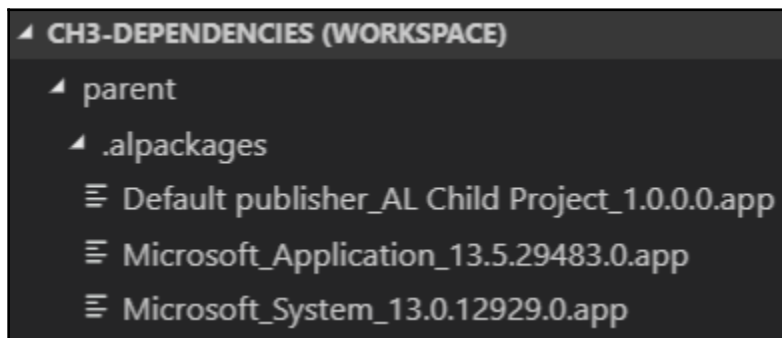 CH3-DEPENDENCIES (WORKSPACE)
parent
.alpackages
Default publisher_AL Child Project_1.0.0.0.app
Microsoft_Application_13.5.29483.0.app
Microsoft_System_13.0.12929.0.app